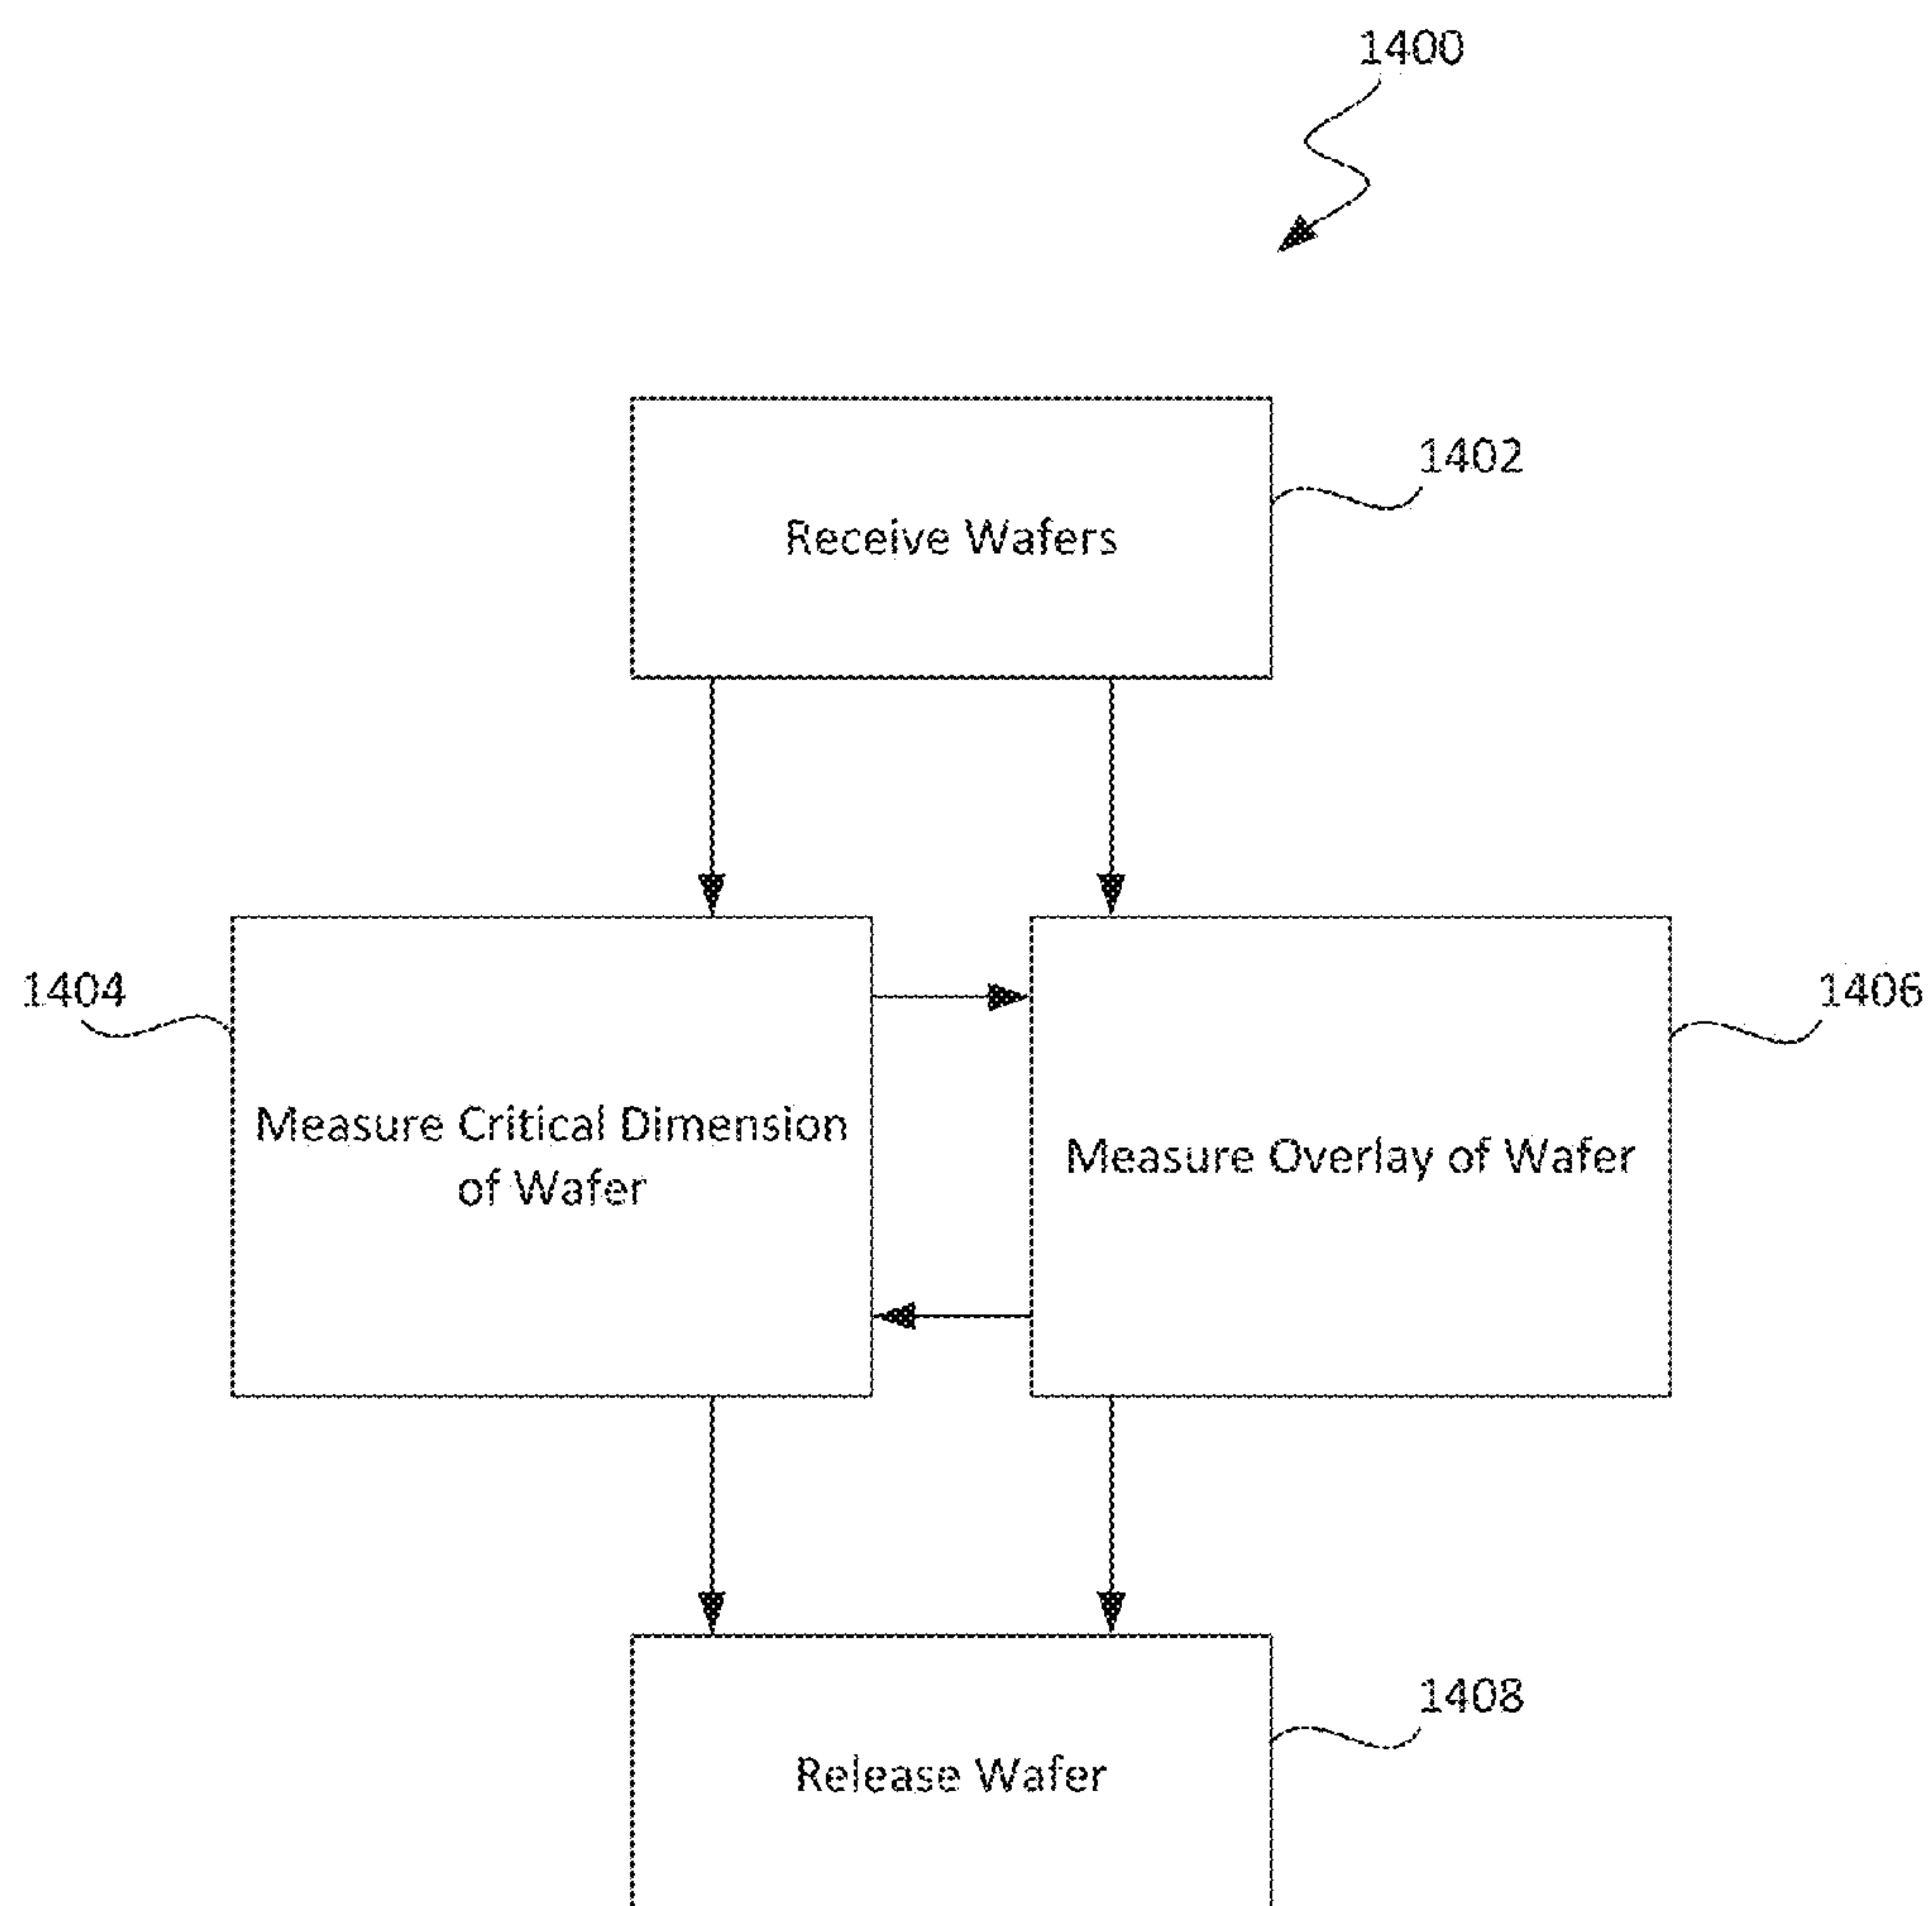 1400
1402
Receive Wafers
1404
1406
Measure Critical Dimension
of Wafer
Measure Overlay of Wafer
1408
Release Wafer